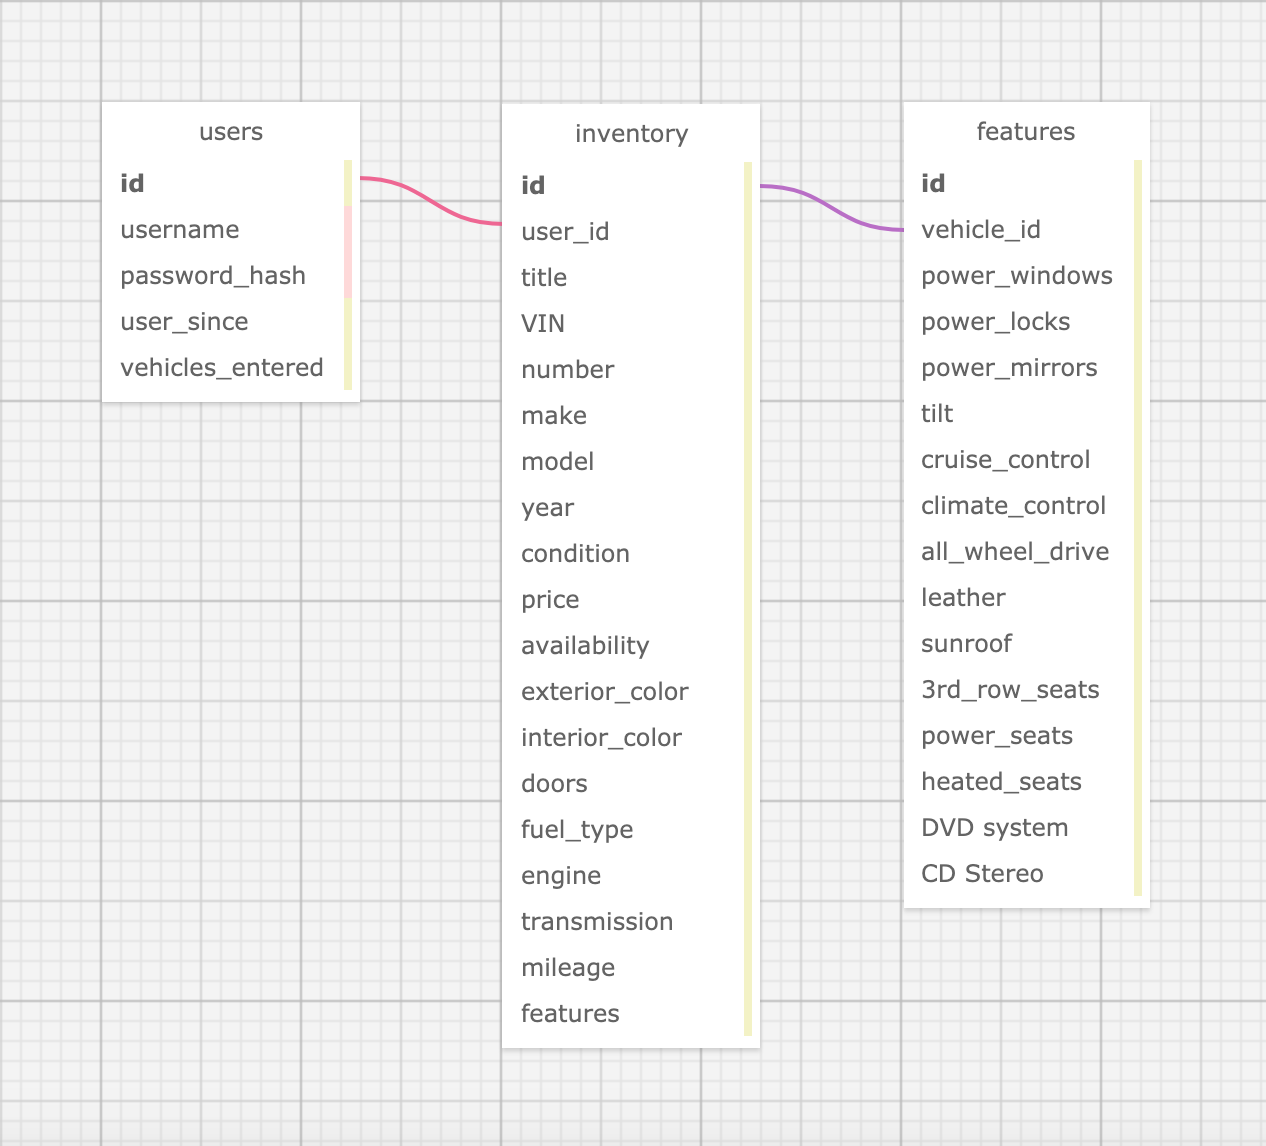 users
id
username
password_hash
user_since
vehicles_entered
inventory
id
user_id
title
VIN
number
make
model
year
condition
price
availability
exterior_color
interior_color
doors
fuel_type
engine
transmission
mileage
features
features
id
vehicle_id
power_windows
power_locks
power_mirrors
tilt
cruise_control
climate_control
all_wheel_drive
leather
sunroof
3rd_row_seats
power_seats
heated_seats
DVD system
CD Stereo